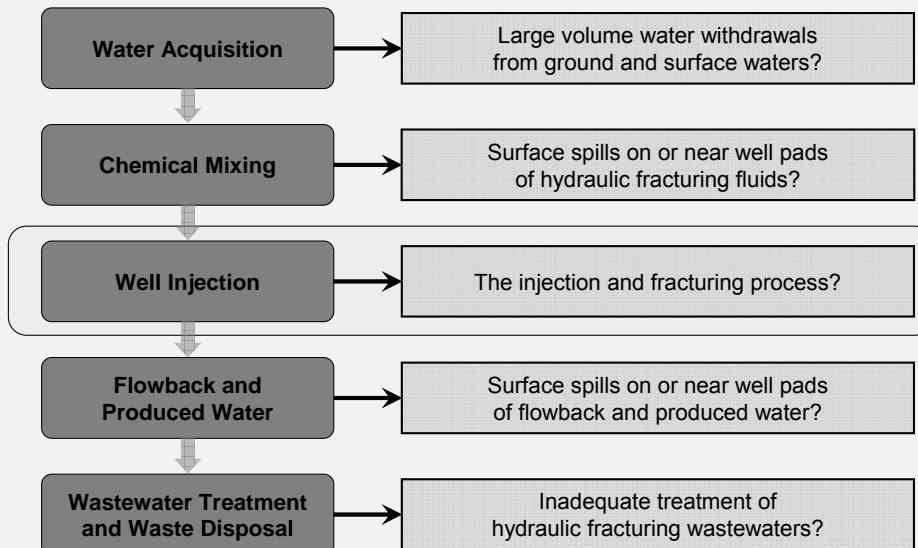 Water Acquisition
Large volume water withdrawals
from ground and surface waters?
Chemical Mixing
Surface spills on or near well pads
of hydraulic fracturing fluids?
Well Injection
The injection and fracturing process?
Flowback and
Produced Water
Surface spills on or near well pads
of flowback and produced water?
Wastewater Treatment
and Waste Disposal
Inadequate treatment of
hydraulic fracturing wastewaters?